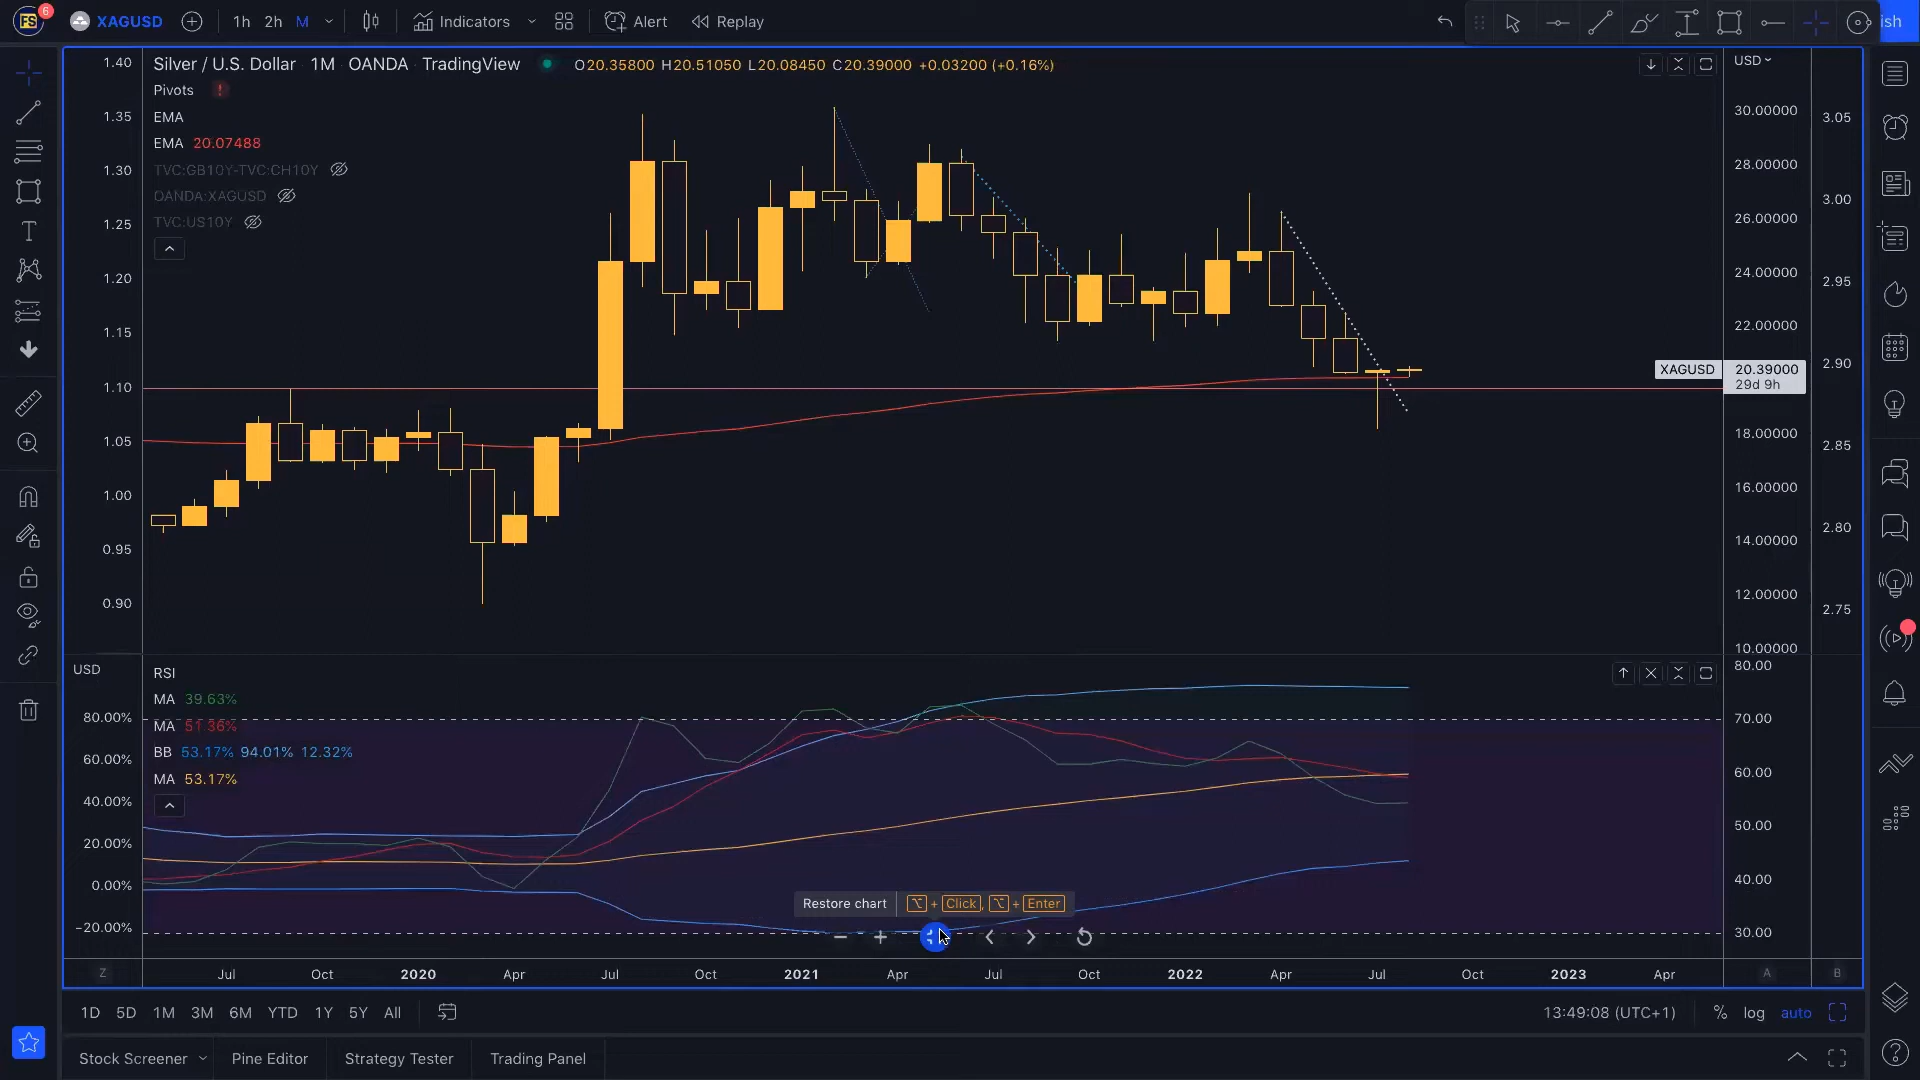 FS 6 XAGUSD 1h 2h M Indicators Alert Replay ish
Silver / U.S. Dollar 1M OANDA TradingView O20.35800 H20.51050 L20.08450 C20.39000 +0.03200 (+0.16%)
Pivots !
EMA
EMA 20.07488
TVC:GB10Y-TVC:CH10Y
OANDA:XAGUSD
TVC:US10Y
1.40
1.35
1.30
1.25
1.20
1.15
1.10
1.05
1.00
0.95
0.90
USD
30.00000
28.00000
26.00000
24.00000
22.00000
XAGUSD 20.39000
29d 9h
18.00000
16.00000
14.00000
12.00000
10.00000
3.05
3.00
2.95
2.90
2.85
2.80
2.75
USD
RSI
MA 39.63%
MA 51.36%
BB 53.17% 94.01% 12.32%
MA 53.17%
80.00%
60.00%
40.00%
20.00%
0.00%
−20.00%
80.00
70.00
60.00
50.00
40.00
30.00
Restore chart ⌥ + Click, ⌥ + Enter
Z Jul Oct 2020 Apr Jul Oct 2021 Apr Jul Oct 2022 Apr Jul Oct 2023 Apr A B
1D 5D 1M 3M 6M YTD 1Y 5Y All 13:49:08 (UTC+1) % log auto
Stock Screener Pine Editor Strategy Tester Trading Panel